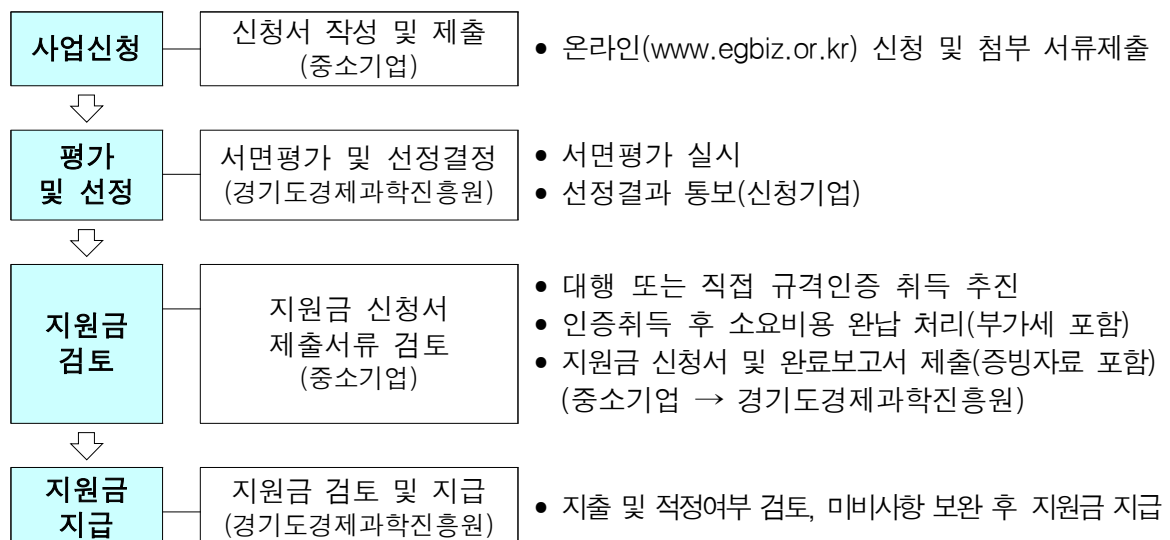 사업신청
신청서 작성 및 제출
(중소기업)
• 온라인(www.egbiz.or.kr) 신청 및 첨부 서류제출
평가
및 선정
서면평가 및 선정결정
(경기도경제과학진흥원)
• 서면평가 실시
• 선정결과 통보(신청기업)
지원금
검토
지원금 신청서
제출서류 검토
(중소기업)
• 대행 또는 직접 규격인증 취득 추진
• 인증취득 후 소요비용 완납 처리(부가세 포함)
• 지원금 신청서 및 완료보고서 제출(증빙자료 포함)
(중소기업 → 경기도경제과학진흥원)
지원금
지급
지원금 검토 및 지급
(경기도경제과학진흥원)
• 지출 및 적정여부 검토, 미비사항 보완 후 지원금 지급